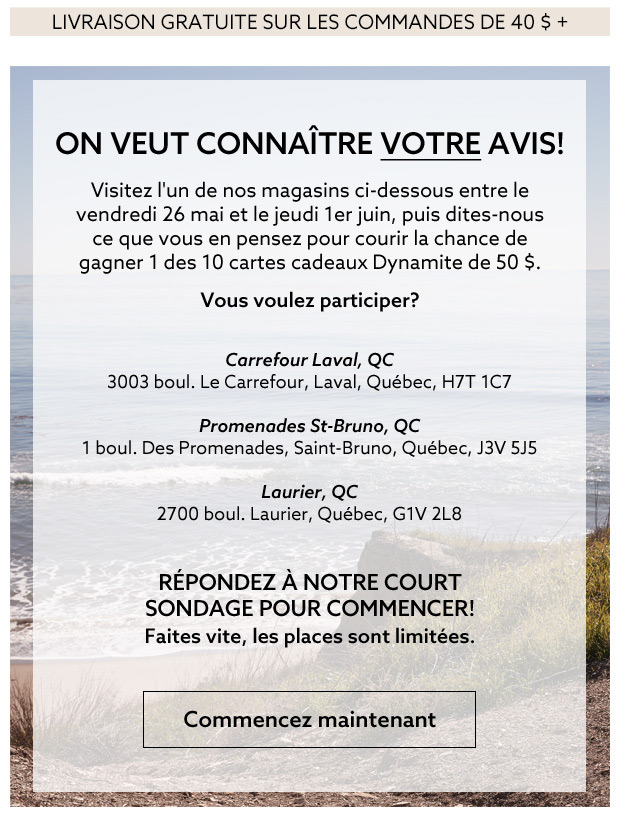 LIVRAISON GRATUITE SUR LES COMMANDES DE 40 $ +
ON VEUT CONNAÎTRE VOTRE AVIS!
Visitez l'un de nos magasins ci-dessous entre le
vendredi 26 mai et le jeudi 1er juin, puis dites-nous
ce que vous en pensez pour courir la chance de
gagner 1 des 10 cartes cadeaux Dynamite de 50 $.
Vous voulez participer?
Carrefour Laval, QC
3003 boul. Le Carrefour, Laval, Québec, H7T 1C7
Promenades St-Bruno, QC
1 boul. Des Promenades, Saint-Bruno, Québec, J3V 5J5
Laurier, QC
2700 boul. Laurier, Québec, G1V 2L8
RÉPONDEZ À NOTRE COURT
SONDAGE POUR COMMENCER!
Faites vite, les places sont limitées.
Commencez maintenant